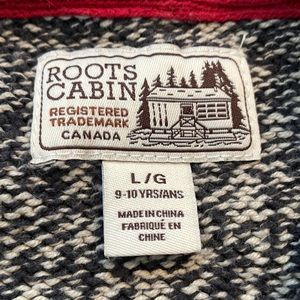 ROOTS
CABIN
REGISTERED
TRADEMARK
CANADA
L/G
9-10 YRS/ANS
MADE IN CHINA
FABRIQUÉ EN
CHINE